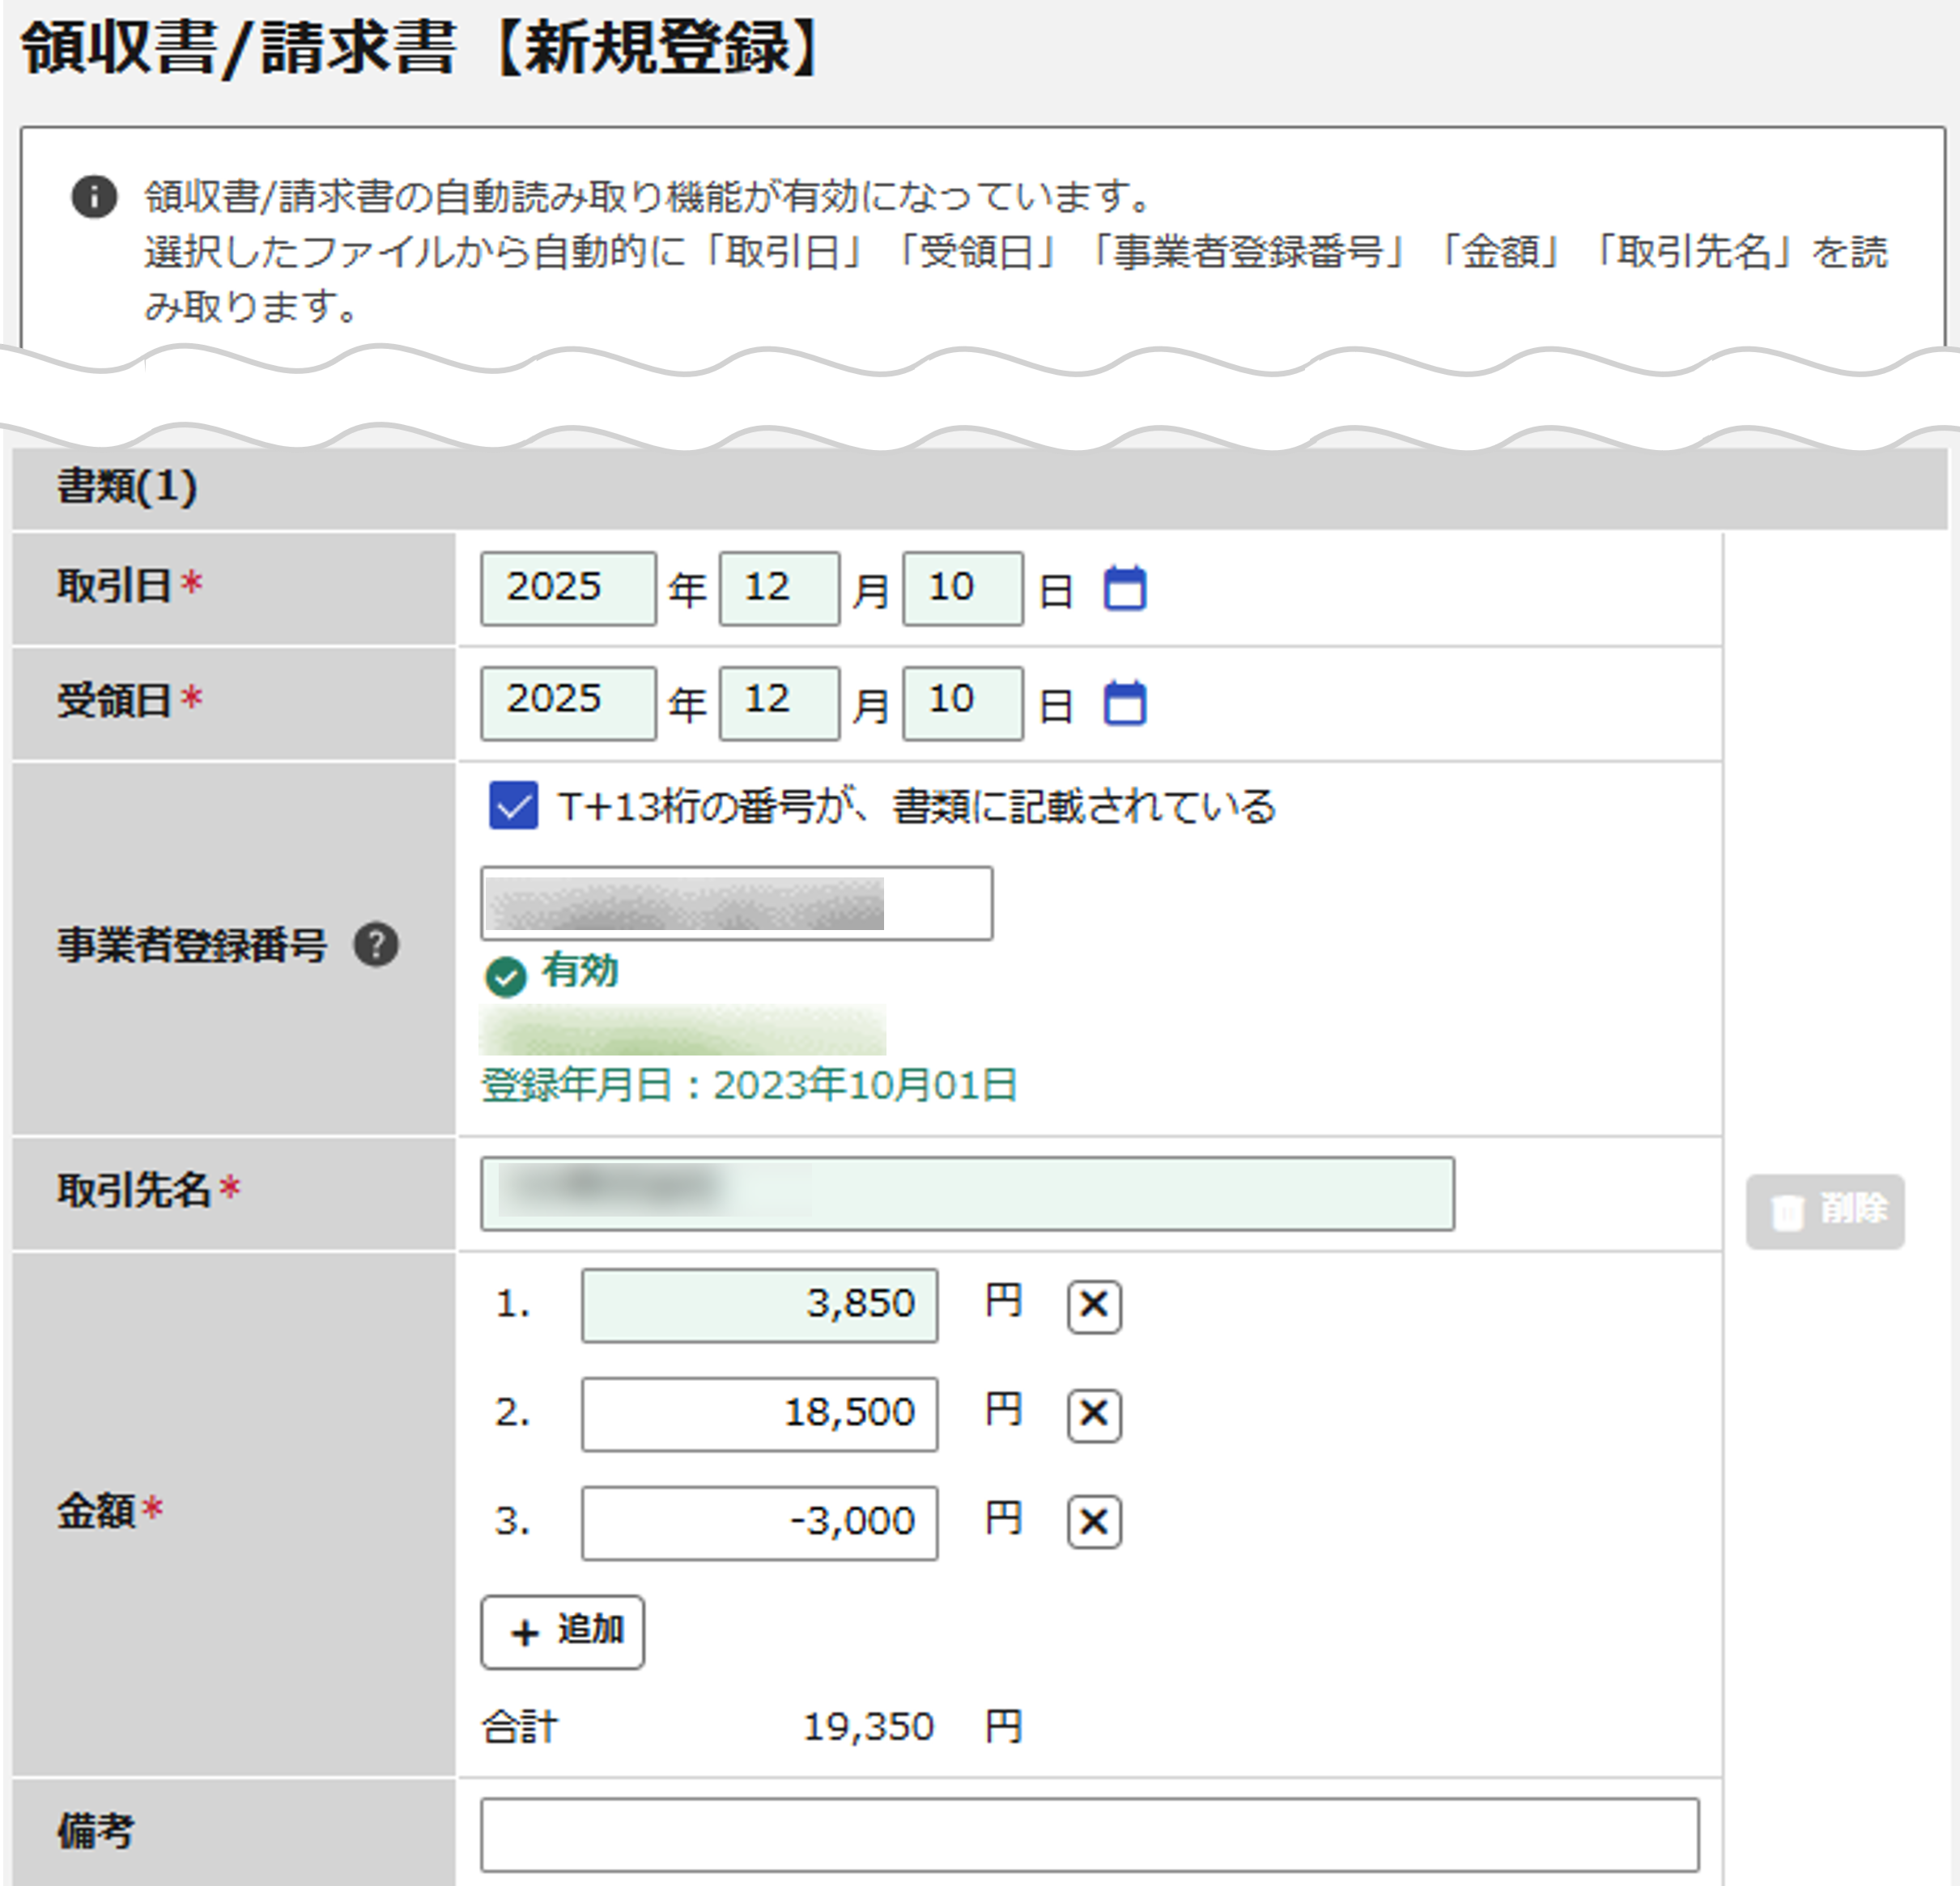 領収書/請求書【新規登録】
領収書/請求書の自動読み取り機能が有効になっています。
選択したファイルから自動的に「取引日」「受領日」「事業者登録番号」「金額」「取引先名」を読
み取ります。
書類(1)
取引日* 2025 年 12 月 10 日
受領日* 2025 年 12 月 10 日
T+13桁の番号が、書類に記載されている
事業者登録番号 ?
有効
登録年月日：2023年10月01日
取引先名*
削除
1. 3,850 円
2. 18,500 円
金額*
3. -3,000 円
+ 追加
合計 19,350 円
備考